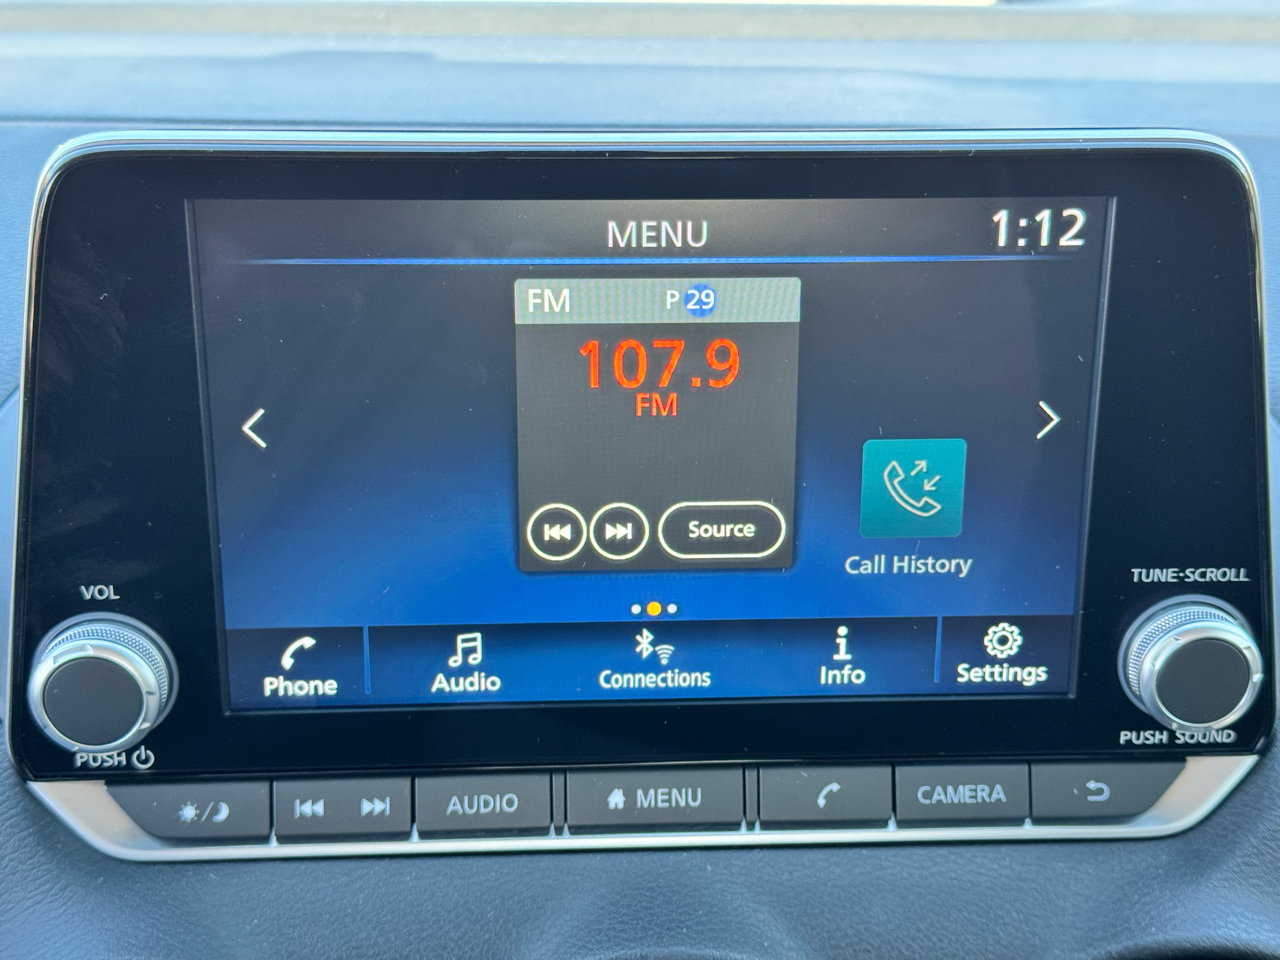 MENU
1:12
FM P 29
107.9
FM
Source
Call History
VOL
TUNE·SCROLL
Phone
Audio
Connections
Info
Settings
PUSH
PUSH SOUND
AUDIO
MENU
CAMERA